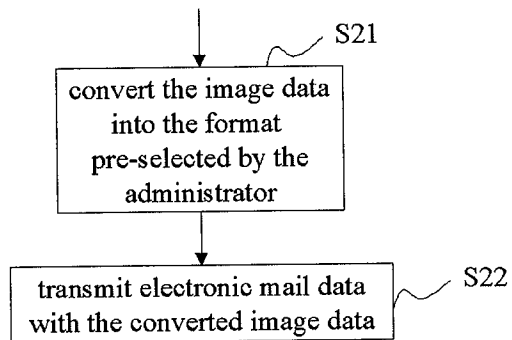 S21
convert the image data
into the format
pre-selected by the
administrator
transmit electronic mail data
with the converted image data
S22